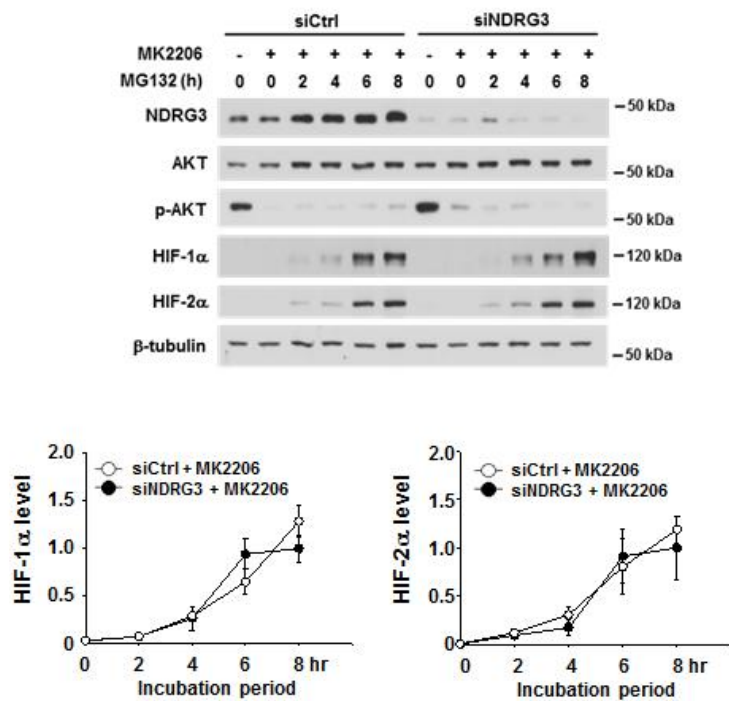 siCtrl siNDRG3
MK2206 - + + + + + - + + + + +
MG132 (h) 0 0 2 4 6 8 0 0 2 4 6 8
NDRG3 –50 kDa
AKT –50 kDa
p-AKT –50 kDa
HIF-1α –120 kDa
HIF-2α –120 kDa
β-tubulin –50 kDa
HIF-1α level
2.0
1.5
1.0
0.5
0
siCtrl + MK2206
siNDRG3 + MK2206
0 2 4 6 8 hr
Incubation period
HIF-2α level
2.0
1.5
1.0
0.5
0
siCtrl + MK2206
siNDRG3 + MK2206
0 2 4 6 8 hr
Incubation period